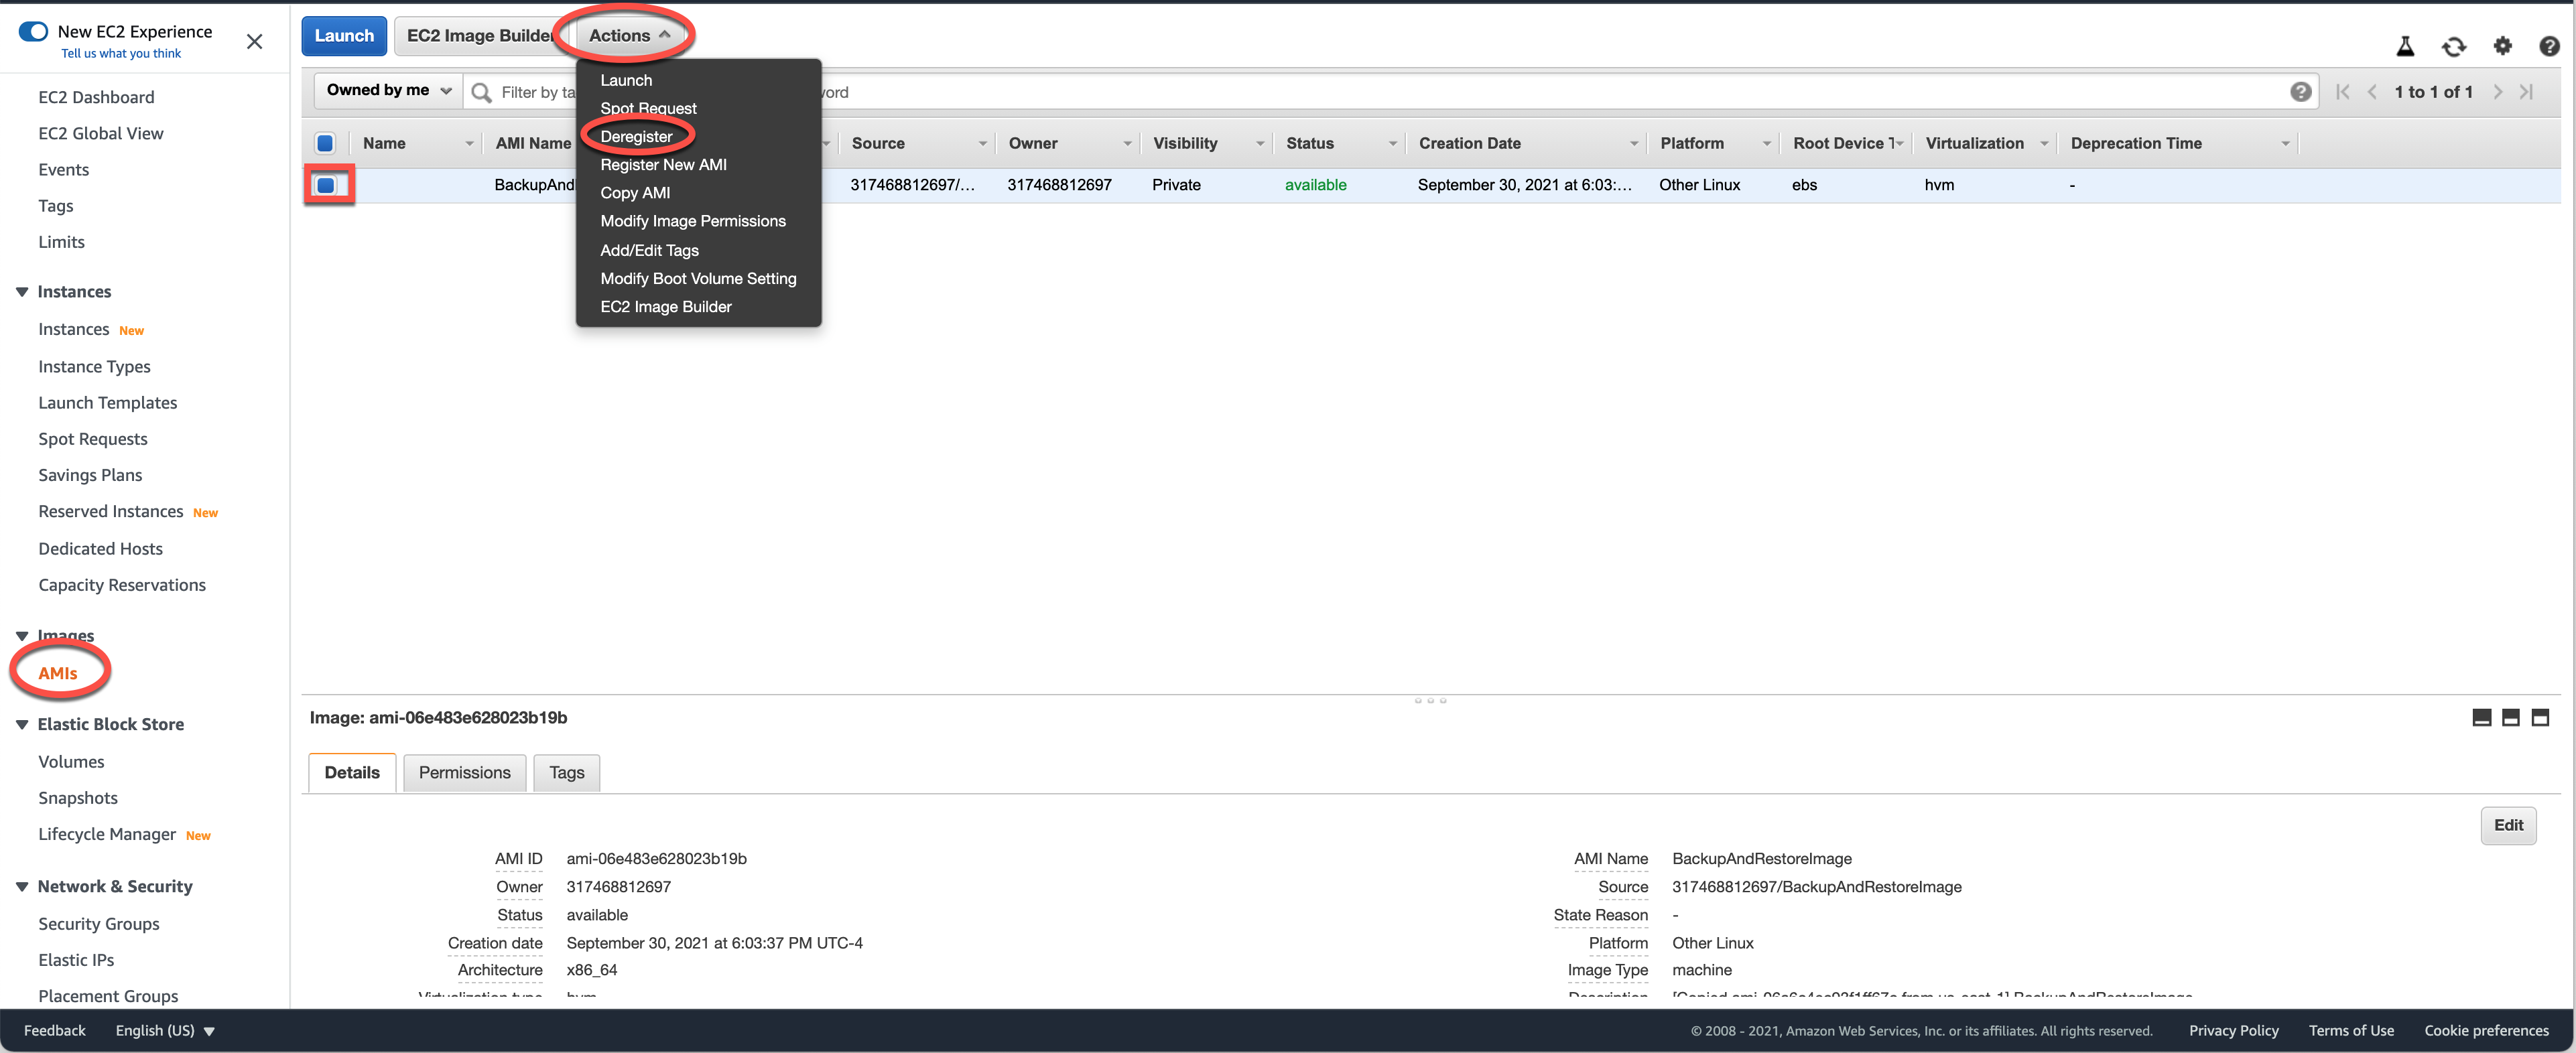 New EC2 Experience
Tell us what you think
EC2 Dashboard
EC2 Global View
Events
Tags
Limits
Instances
Instances New
Instance Types
Launch Templates
Spot Requests
Savings Plans
Reserved Instances New
Dedicated Hosts
Capacity Reservations
Images
AMIs
Elastic Block Store
Volumes
Snapshots
Lifecycle Manager New
Network & Security
Security Groups
Elastic IPs
Placement Groups
Launch EC2 Image Builder Actions
Launch
Spot Request
Deregister
Register New AMI
Copy AMI
Modify Image Permissions
Add/Edit Tags
Modify Boot Volume Setting
EC2 Image Builder
Owned by me Filter by 1 to 1 of 1
Name AMI Name Source Owner Visibility Status Creation Date Platform Root Device Virtualization Deprecation Time
BackupAnd 317468812697/... 317468812697 Private available September 30, 2021 at 6:03:... Other Linux ebs hvm -
Image: ami-06e483e628023b19b
Details Permissions Tags
Edit
AMI ID ami-06e483e628023b19b AMI Name BackupAndRestoreImage
Owner 317468812697 Source 317468812697/BackupAndRestoreImage
Status available State Reason -
Creation date September 30, 2021 at 6:03:37 PM UTC-4 Platform Other Linux
Architecture x86_64 Image Type machine
Virtualization type hvm Description
Feedback English (US) © 2008 - 2021, Amazon Web Services, Inc. or its affiliates. All rights reserved. Privacy Policy Terms of Use Cookie preferences